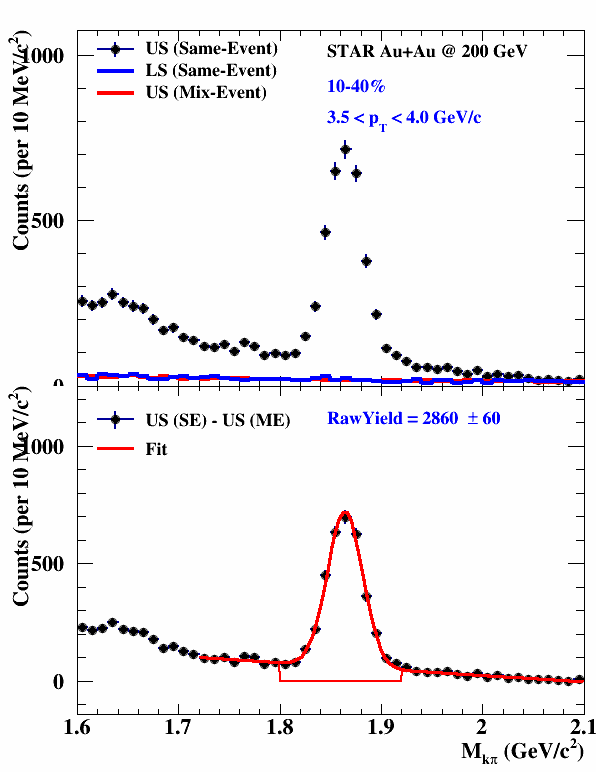 Counts (per 10 MeV/c²)
1000
500
0
US (Same-Event)
LS (Same-Event)
US (Mix-Event)
STAR Au+Au @ 200 GeV
10-40%
3.5 < p_T < 4.0 GeV/c
Counts (per 10 MeV/c²)
1000
500
0
US (SE) - US (ME)
Fit
RawYield = 2860 ± 60
1.6 1.7 1.8 1.9 2 2.1
M_kπ (GeV/c²)